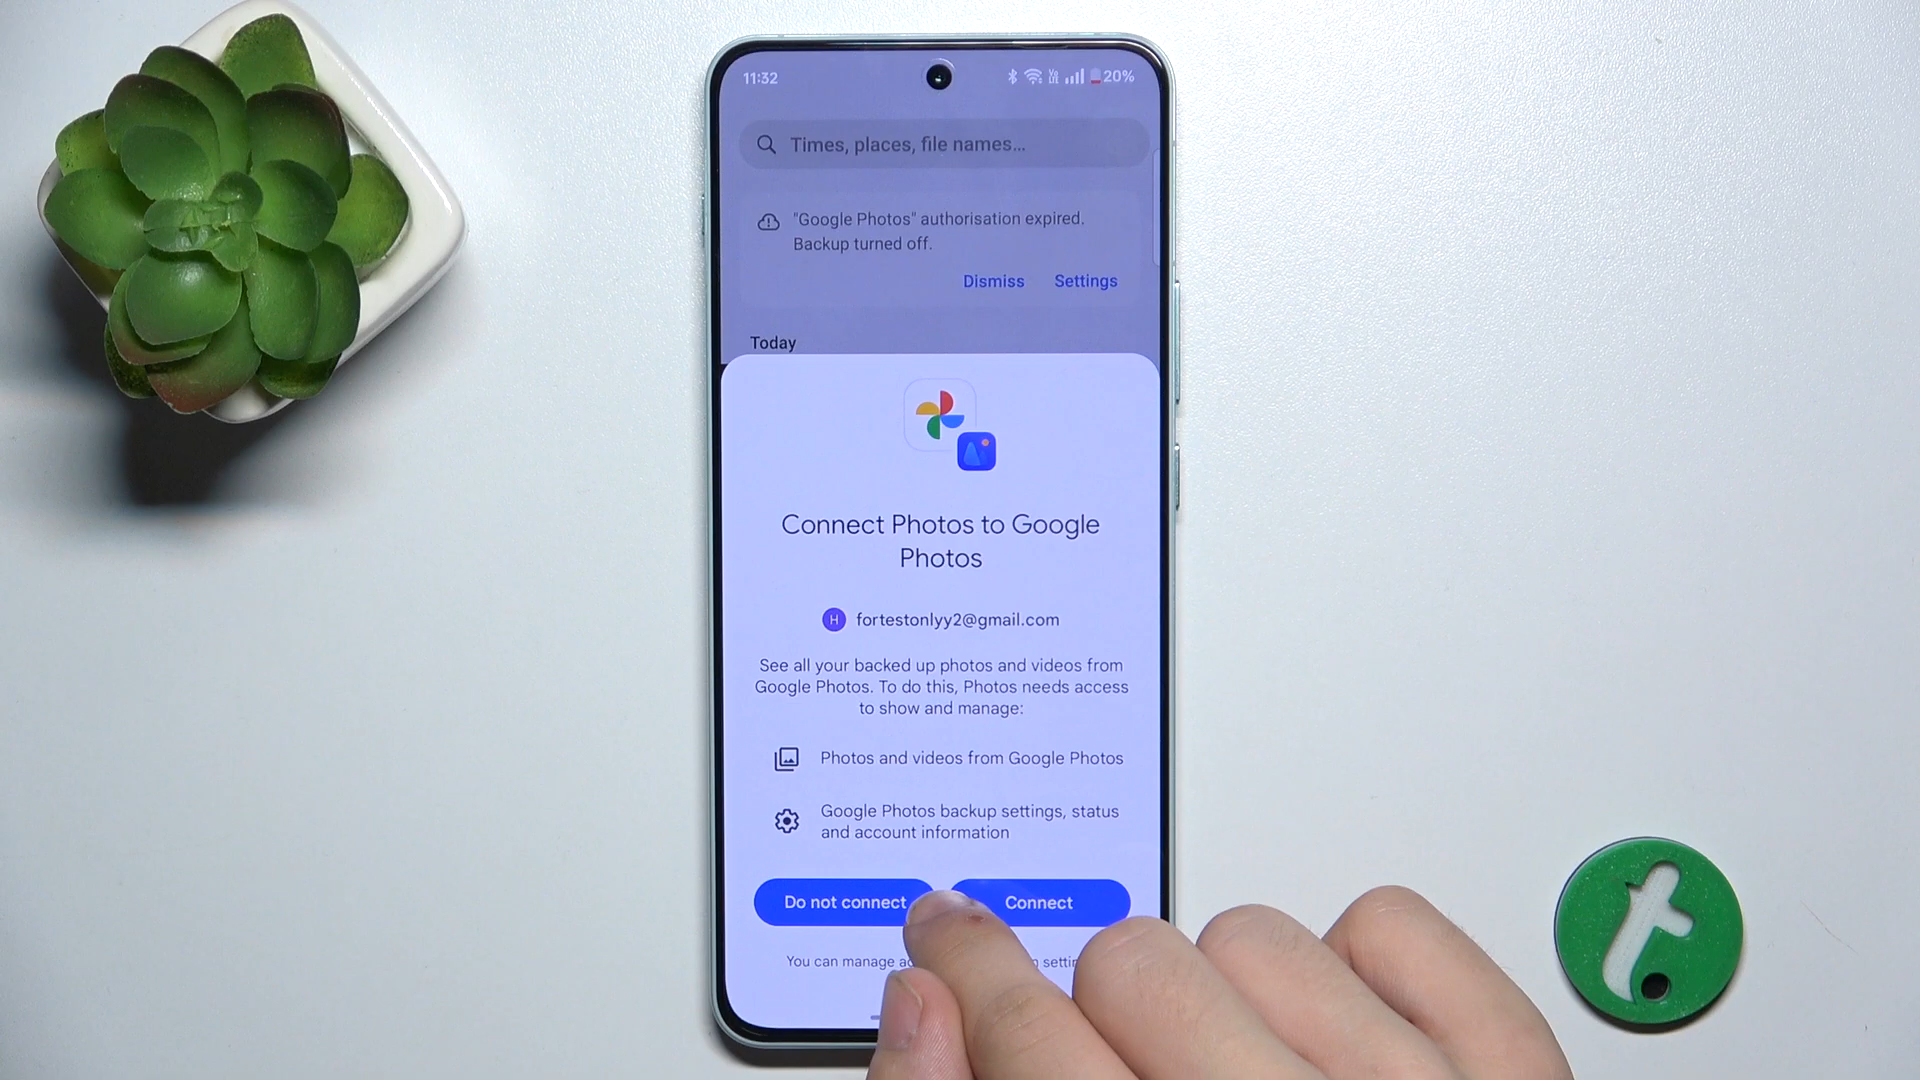 11:32
20%
Times, places, file names...
"Google Photos" authorisation expired.
Backup turned off.
Dismiss Settings
Today
Connect Photos to Google
Photos
H fortestonlyy2@gmail.com
See all your backed up photos and videos from
Google Photos. To do this, Photos needs access
to show and manage:
Photos and videos from Google Photos
Google Photos backup settings, status
and account information
Do not connect Connect
You can manage